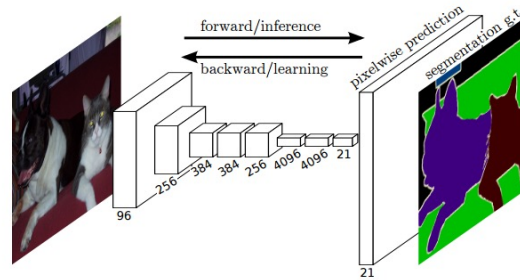 forward/inference
backward/learning
pixelwise prediction
segmentation g.t.
96
256
384
384
256
4096
4096
21
21